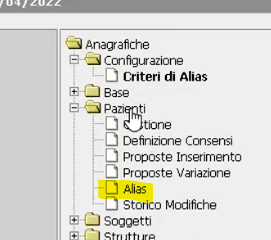 /04/2022
Anagrafiche
Configurazione
Criteri di Alias
Base
Pazienti
Definizione Consensi
Proposte Inserimento
Proposte Variazione
Alias
Storico Modifiche
Soggetti
Strutture